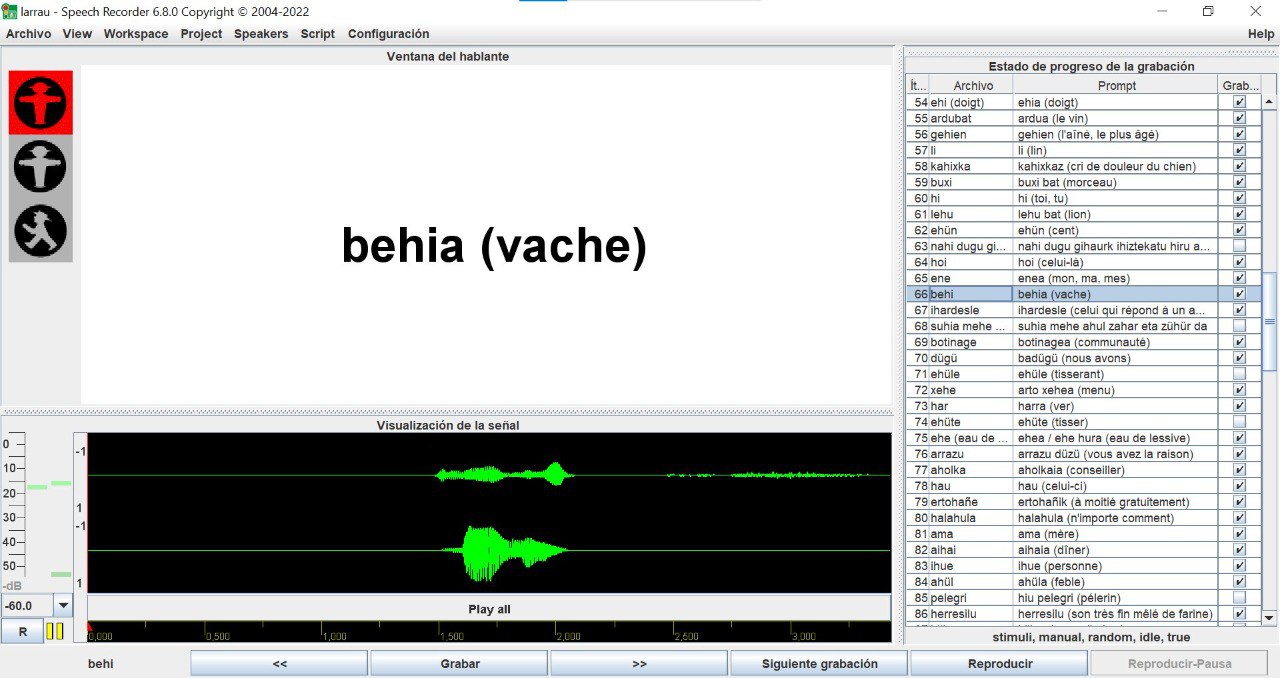 larrau - Speech Recorder 6.8.0 Copyright © 2004-2022
Archivo View Workspace Project Speakers Script Configuración Help
Ventana del hablante
behia (vache)
Visualización de la señal
0
10
20
30
40
50
-dB
-60.0
R
-1
1
-1
1
Play all
0,000 0,500 1,000 1,500 2,000 2,500 3,000
Estado de progreso de la grabación
Ít... Archivo Prompt Grab...
54 ehi (doigt) ehia (doigt)
55 ardubat ardua (le vin)
56 gehien gehien (l'aîné, le plus âgé)
57 li li (lin)
58 kahixka kahixkaz (cri de douleur du chien)
59 buxi buxi bat (morceau)
60 hi hi (toi, tu)
61 lehu lehu bat (lion)
62 ehün ehün (cent)
63 nahi dugu gi... nahi dugu gihaurk ihiztekatu hiru a...
64 hoi hoi (celui-là)
65 ene enea (mon, ma, mes)
66 behi behia (vache)
67 ihardesle ihardesle (celui qui répond à un a...
68 suhia mehe ... suhia mehe ahul zahar eta zühür da
69 botinage botinagea (communauté)
70 dügü badügü (nous avons)
71 ehüle ehüle (tisserant)
72 xehe arto xehea (menu)
73 har harra (ver)
74 ehüte ehüte (tisser)
75 ehe (eau de ... ehea / ehe hura (eau de lessive)
76 arrazu arrazu düzü (vous avez la raison)
77 aholka aholkaia (conseiller)
78 hau hau (celui-ci)
79 ertohañe ertohañik (à moitié gratuitement)
80 halahula halahula (n'importe comment)
81 ama ama (mère)
82 aihai aihaia (dîner)
83 ihue ihue (personne)
84 ahül ahüla (feble)
85 pelegri hiu pelegri (pélerin)
86 herresilu herresilu (son très fin mêlé de farine)
stimuli, manual, random, idle, true
behi << Grabar >> Siguiente grabación Reproducir Reproducir-Pausa